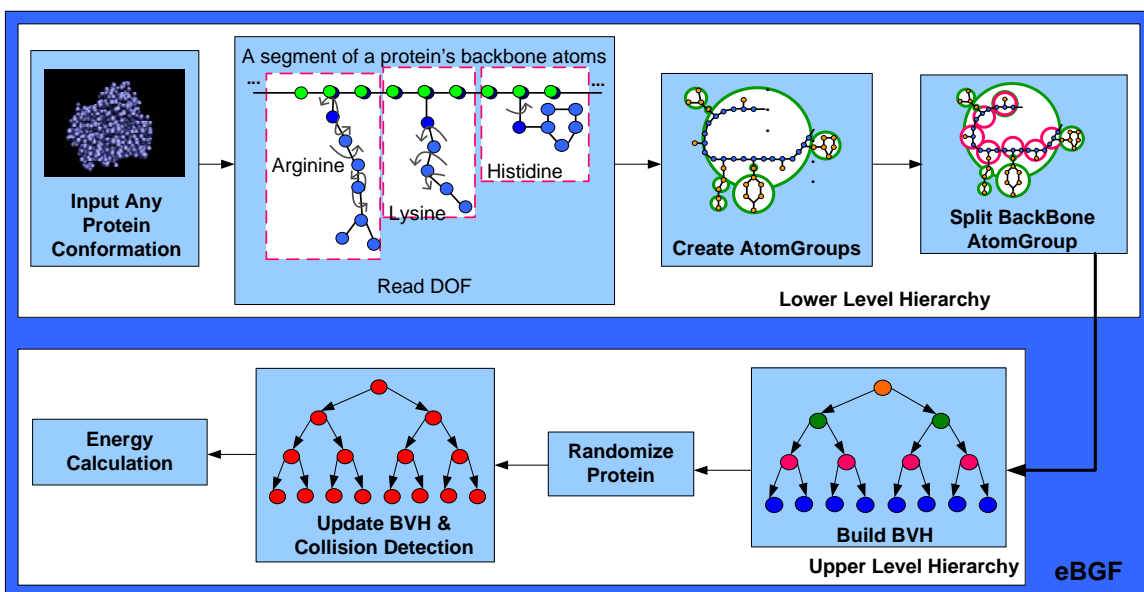 A segment of a protein's backbone atoms
... ...
Arginine
Lysine
Histidine
Input Any
Protein
Conformation
Read DOF
Create AtomGroups
Split BackBone
AtomGroup
Lower Level Hierarchy
Energy
Calculation
Update BVH &
Collision Detection
Randomize
Protein
Build BVH
Upper Level Hierarchy
eBGF